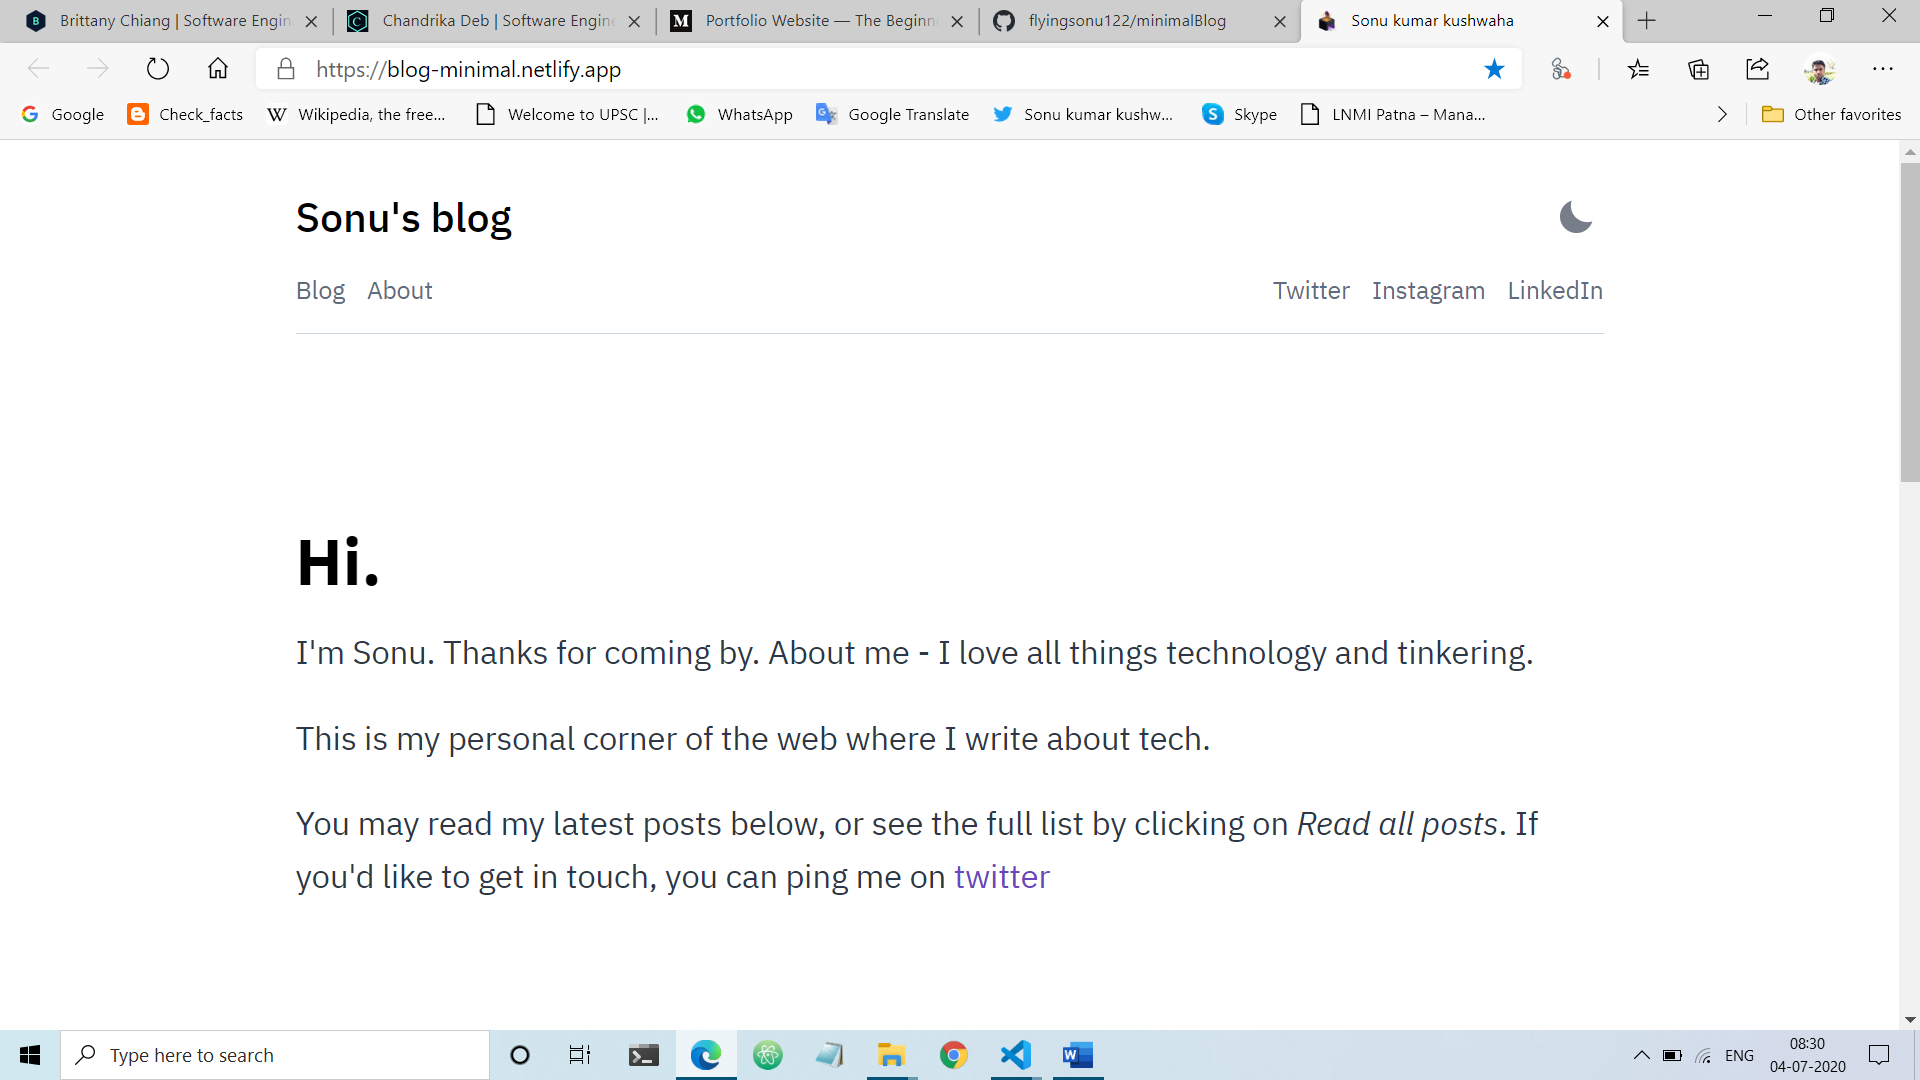 Brittany Chiang | Software Engin
Chandrika Deb | Software Engine
Portfolio Website — The Beginne
flyingsonu122/minimalBlog
Sonu kumar kushwaha
https://blog-minimal.netlify.app
Google
Check_facts
Wikipedia, the free...
Welcome to UPSC |...
WhatsApp
Google Translate
Sonu kumar kushw...
Skype
LNMI Patna – Mana...
Other favorites
Sonu's blog
Blog About
Twitter Instagram LinkedIn
Hi.
I'm Sonu. Thanks for coming by. About me - I love all things technology and tinkering.
This is my personal corner of the web where I write about tech.
You may read my latest posts below, or see the full list by clicking on Read all posts. If
you'd like to get in touch, you can ping me on twitter
Type here to search
ENG
08:30
04-07-2020